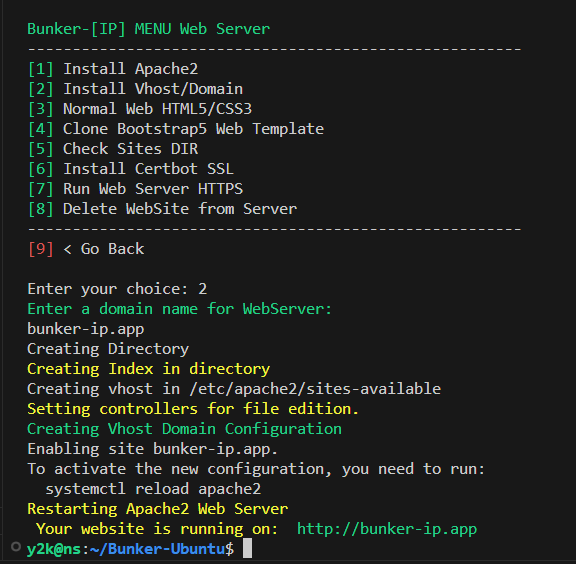 Bunker-[IP] MENU Web Server
-------------------------------------------------------
[1] Install Apache2
[2] Install Vhost/Domain
[3] Normal Web HTML5/CSS3
[4] Clone Bootstrap5 Web Template
[5] Check Sites DIR
[6] Install Certbot SSL
[7] Run Web Server HTTPS
[8] Delete WebSite from Server
-------------------------------------------------------
[9] < Go Back
Enter your choice: 2
Enter a domain name for WebServer:
bunker-ip.app
Creating Directory
Creating Index in directory
Creating vhost in /etc/apache2/sites-available
Setting controllers for file edition.
Creating Vhost Domain Configuration
Enabling site bunker-ip.app.
To activate the new configuration, you need to run:
  systemctl reload apache2
Restarting Apache2 Web Server
 Your website is running on:  http://bunker-ip.app
y2k@ns:~/Bunker-Ubuntu$